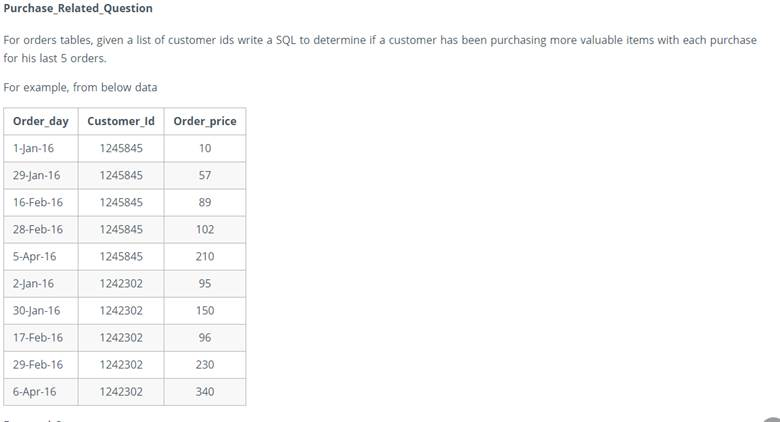 Purchase_Related_Question
For orders tables, given a list of customer ids write a SQL to determine if a customer has been purchasing more valuable items with each purchase
for his last 5 orders.
For example, from below data
Order_day Customer_Id Order_price
1-Jan-16 1245845 10
29-Jan-16 1245845 57
16-Feb-16 1245845 89
28-Feb-16 1245845 102
5-Apr-16 1245845 210
2-Jan-16 1242302 95
30-Jan-16 1242302 150
17-Feb-16 1242302 96
29-Feb-16 1242302 230
6-Apr-16 1242302 340